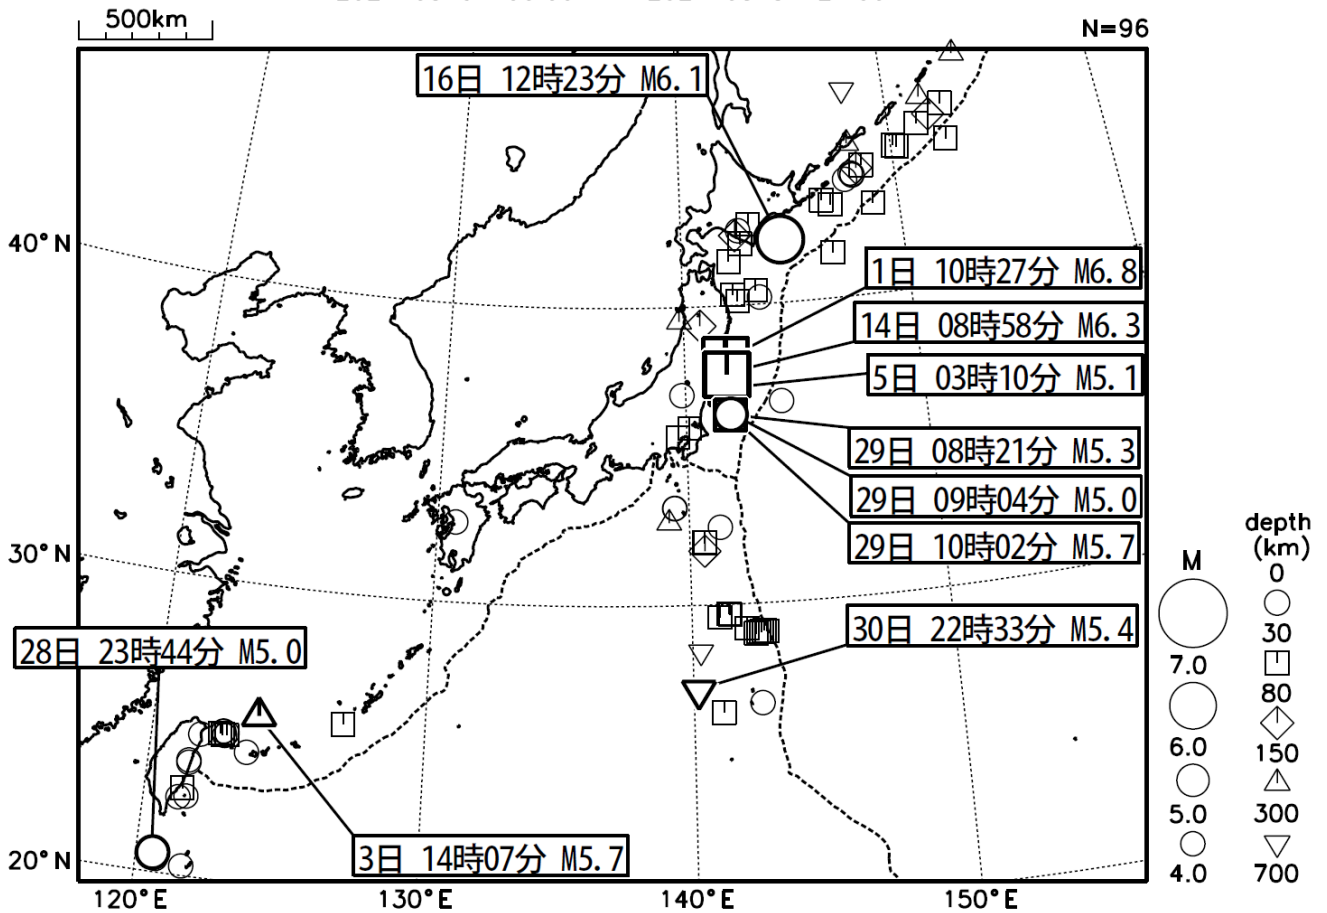 500km
N=96
16日 12時23分 M6.1
40°N
1日 10時27分 M6.8
14日 08時58分 M6.3
5日 03時10分 M5.1
29日 08時21分 M5.3
29日 09時04分 M5.0
29日 10時02分 M5.7
30°N
30日 22時33分 M5.4
28日 23時44分 M5.0
3日 14時07分 M5.7
20°N
120°E
130°E
140°E
150°E
M
7.0
6.0
5.0
4.0
depth
(km)
0
30
80
150
300
700